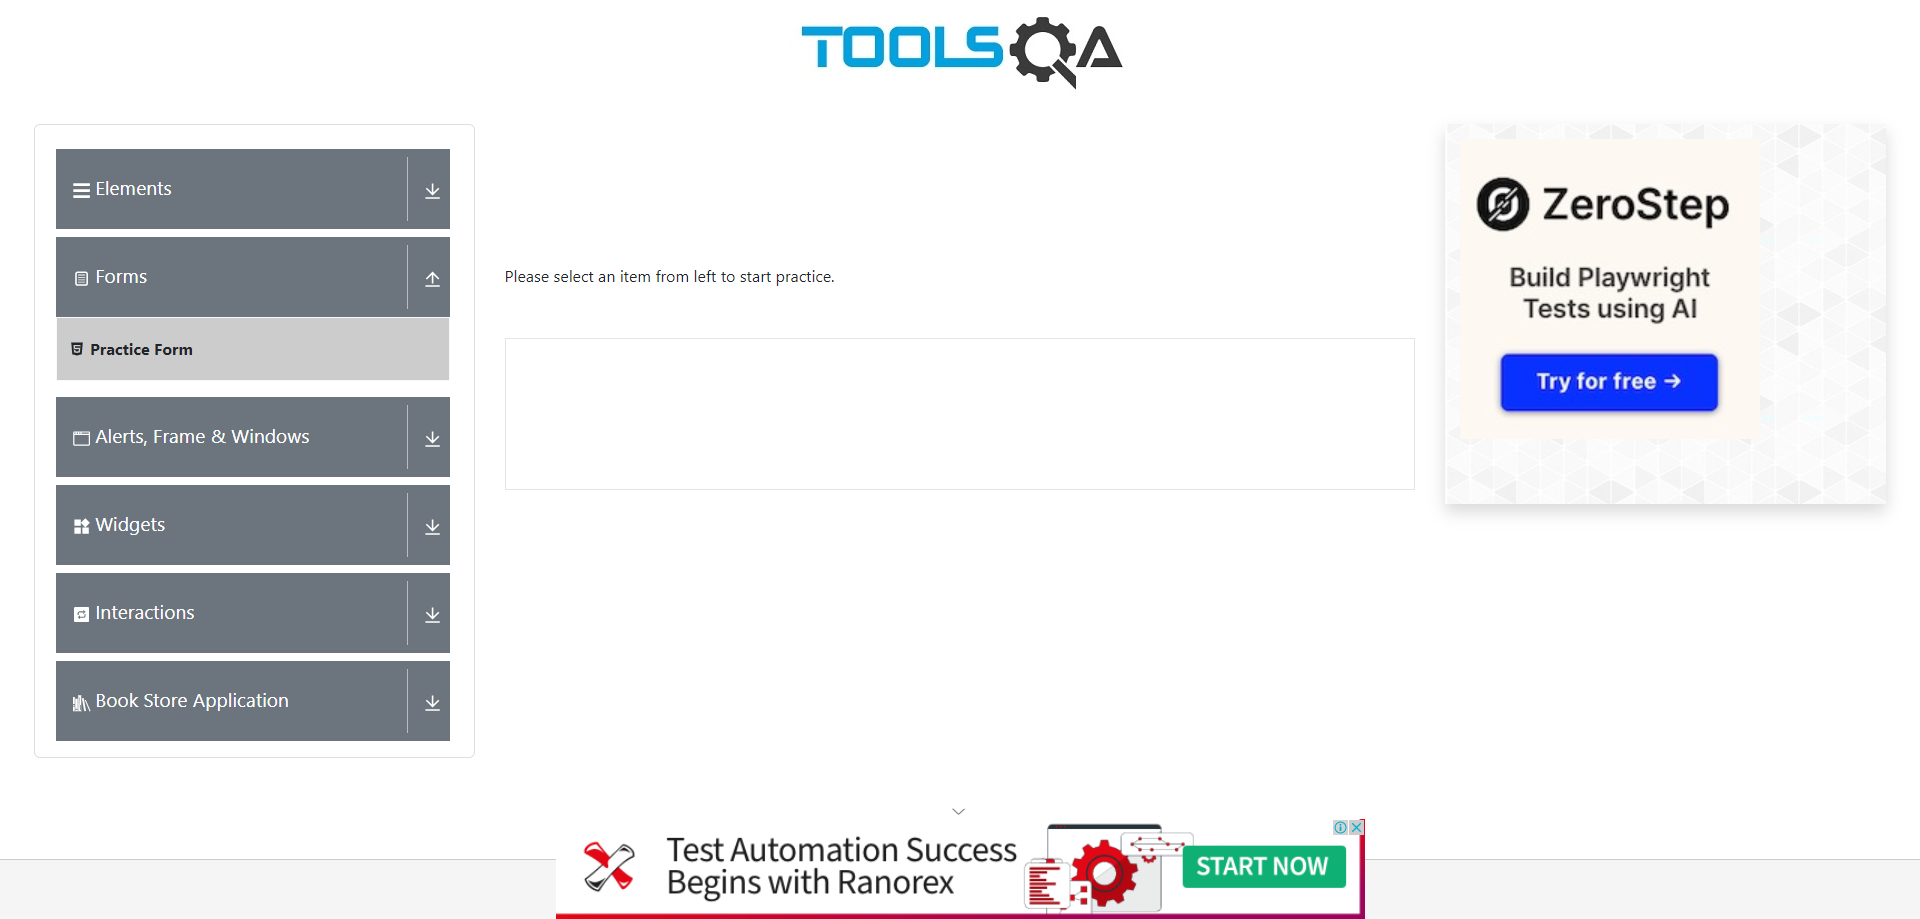 TOOLSQA
Elements
Forms
Practice Form
Alerts, Frame & Windows
Widgets
Interactions
Book Store Application
Please select an item from left to start practice.
ZeroStep
Build Playwright
Tests using AI
Try for free →
Test Automation Success
Begins with Ranorex
START NOW